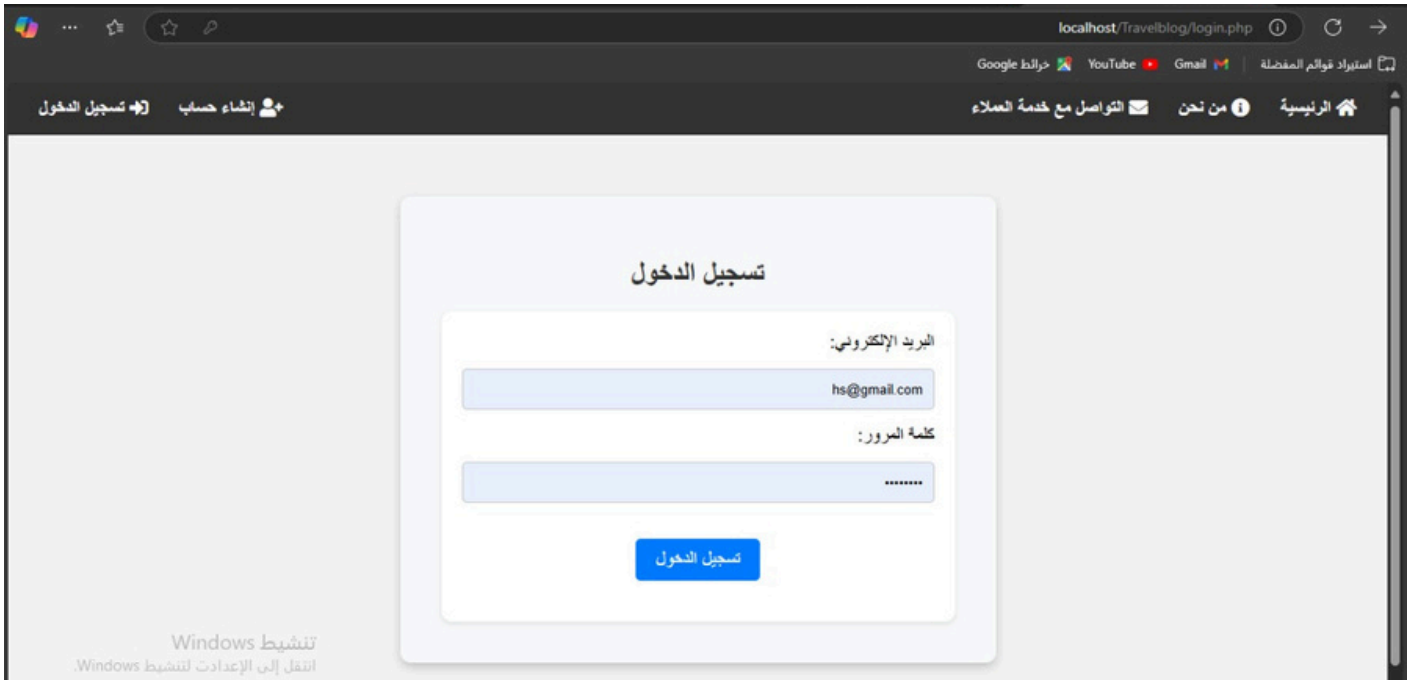 localhost/Travelblog/login.php
استيراد قوائم المفضلة Gmail YouTube خرائط Google
الرئيسية من نحن التواصل مع خدمة العملاء إنشاء حساب تسجيل الدخول
تسجيل الدخول
البريد الإلكتروني:
hs@gmail.com
كلمة المرور:
••••••••
تسجيل الدخول
تنشيط Windows
انتقل إلى الإعدادت لتنشيط Windows.